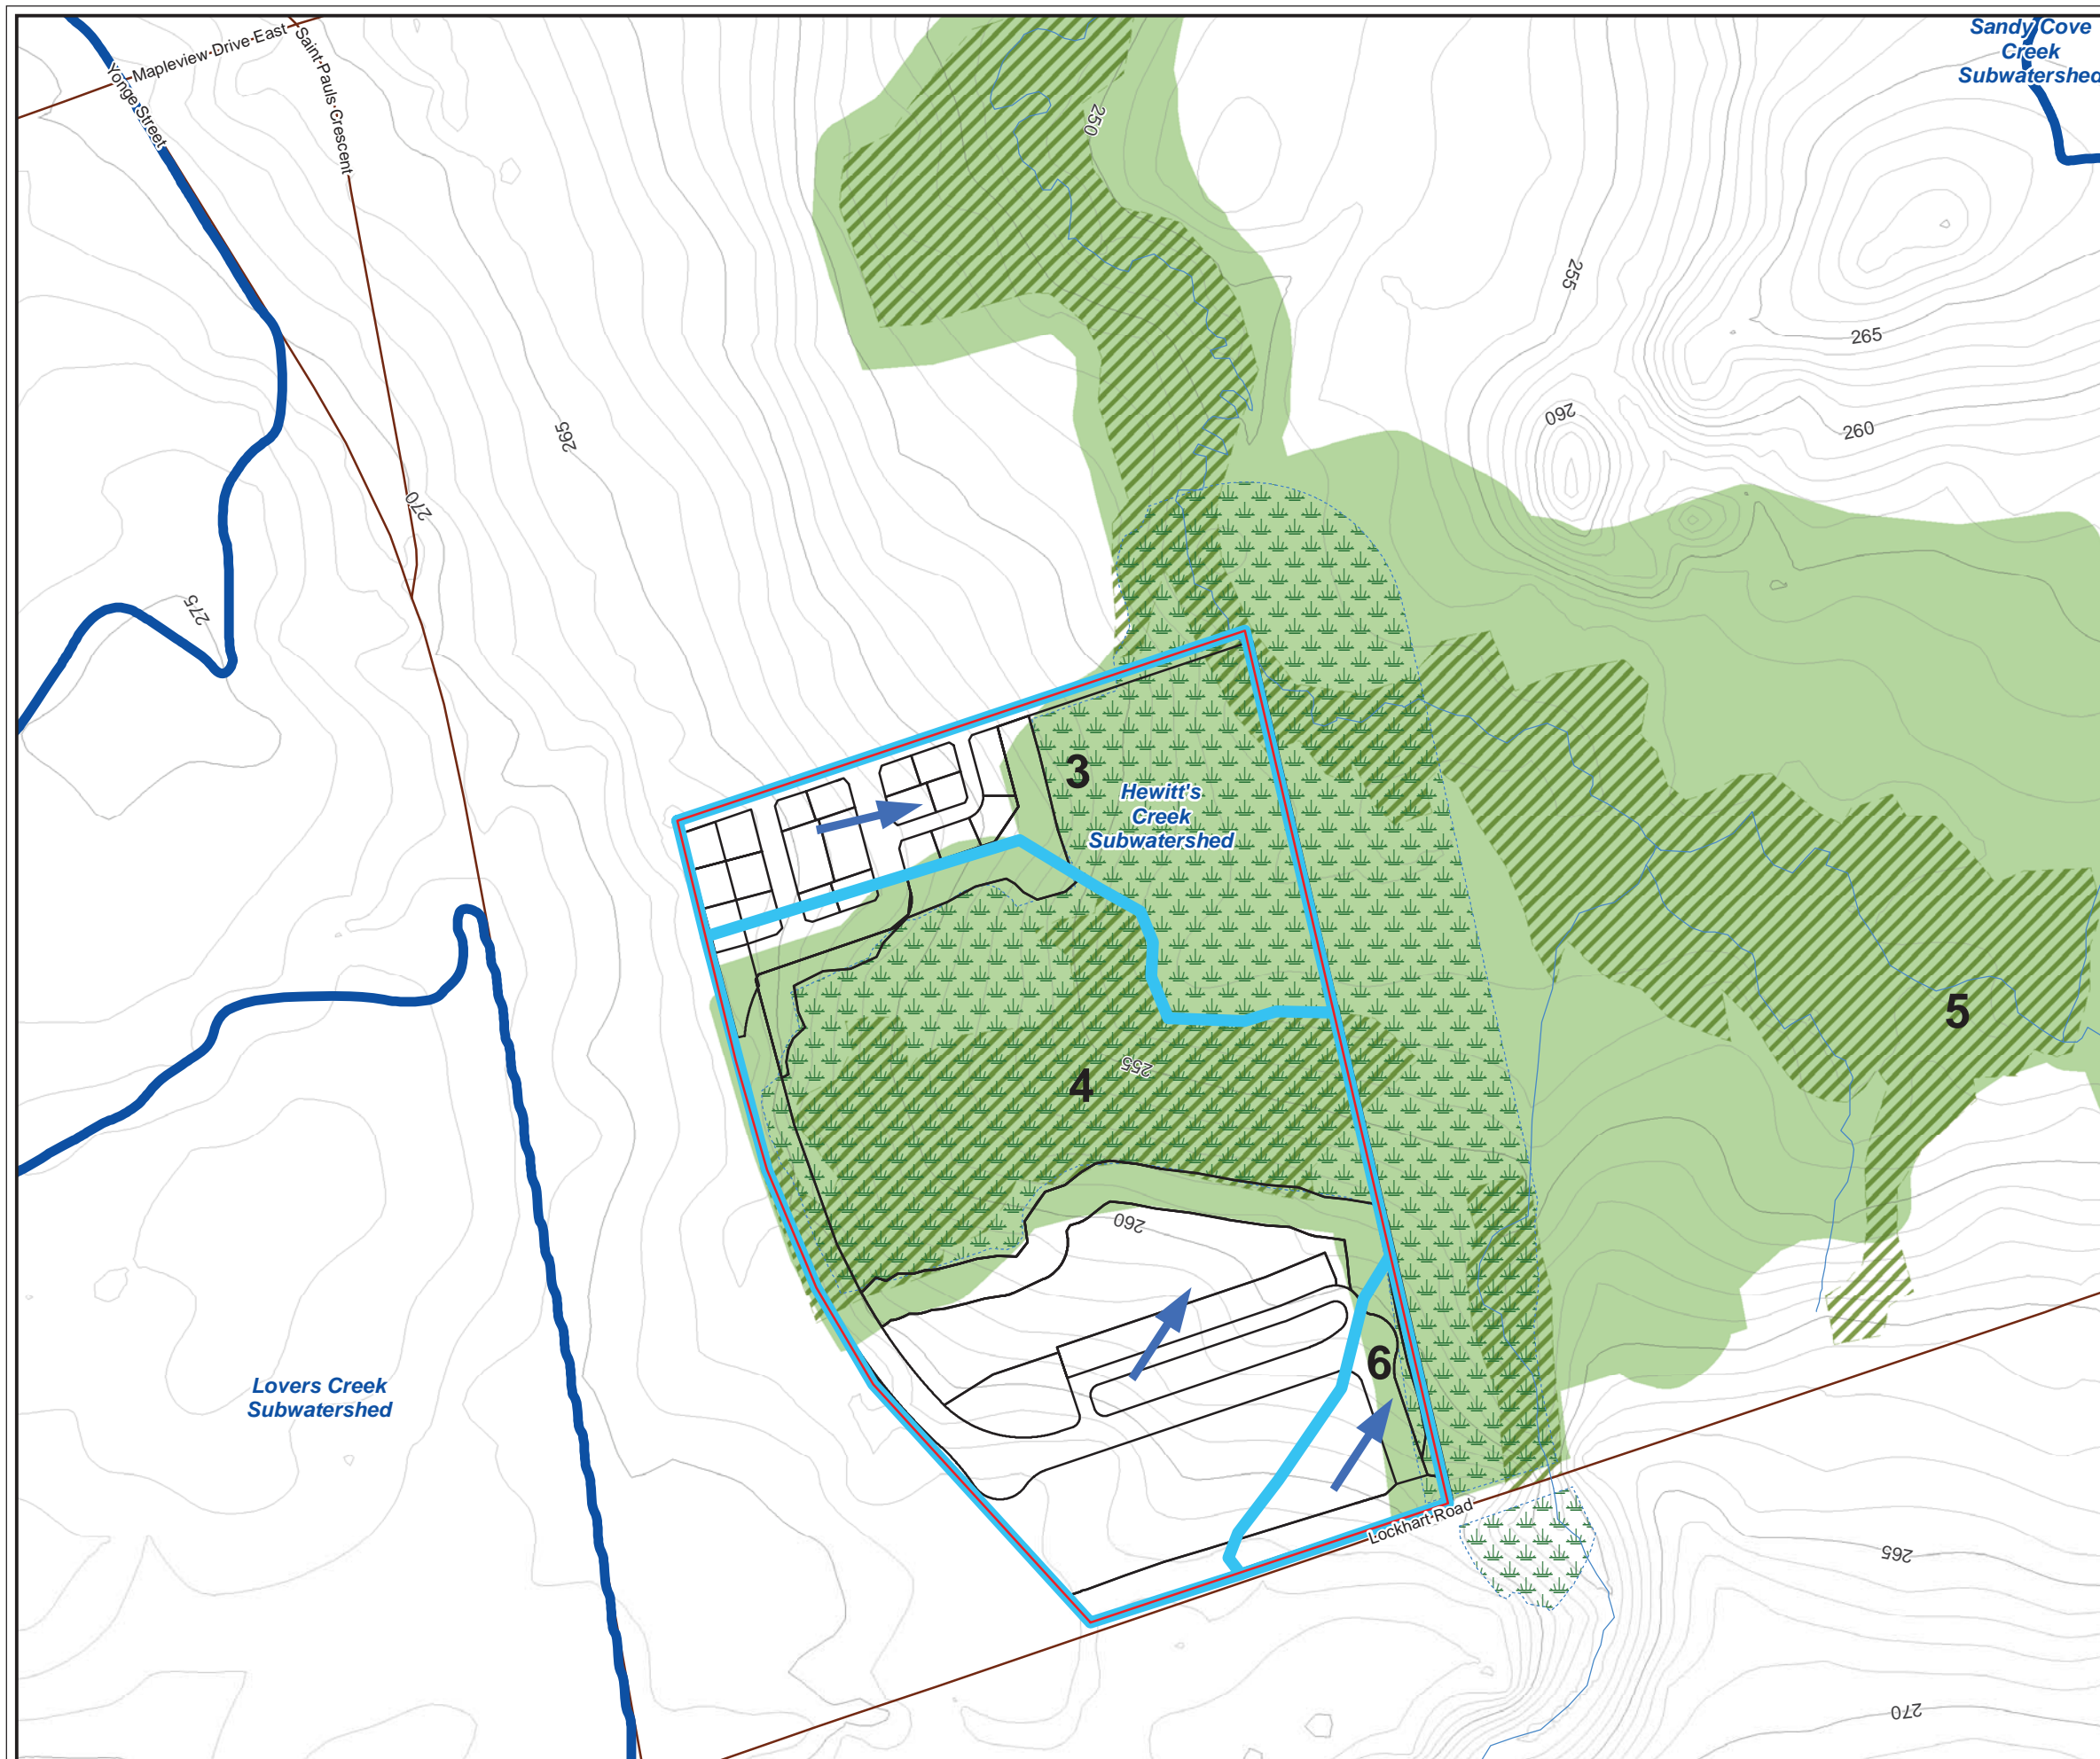 Sandy Cove
Creek
Subwatershed
Mapleview Drive East
Saint Pauls Crescent
Yonge Street
250
255
265
260
260
265
270
275
3
Hewitt's
Creek
Subwatershed
5
255
4
260
6
Lovers Creek
Subwatershed
Lockhart Road
265
270